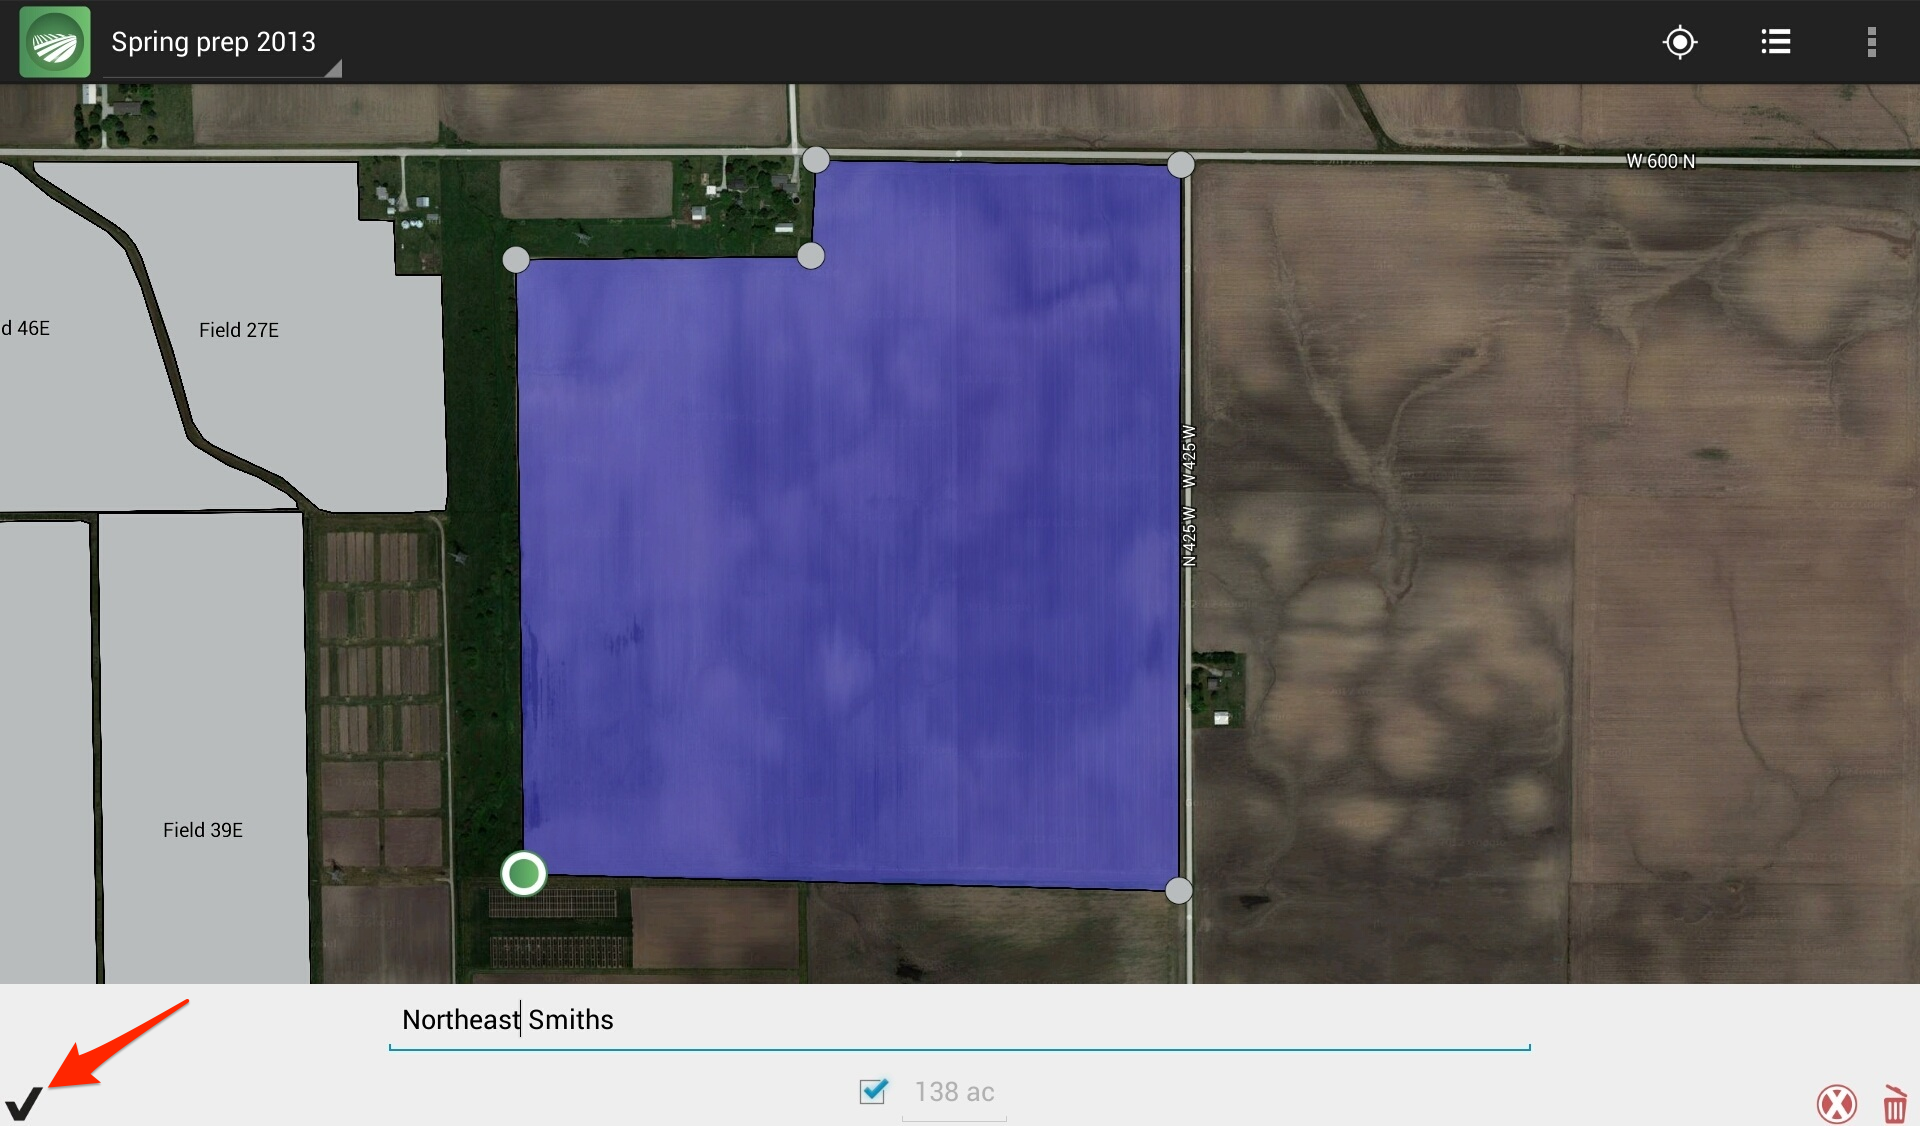 Spring prep 2013
W 600 N
d 46E
Field 27E
W 425 W
N 425 W
Field 39E
Northeast Smiths
138 ac